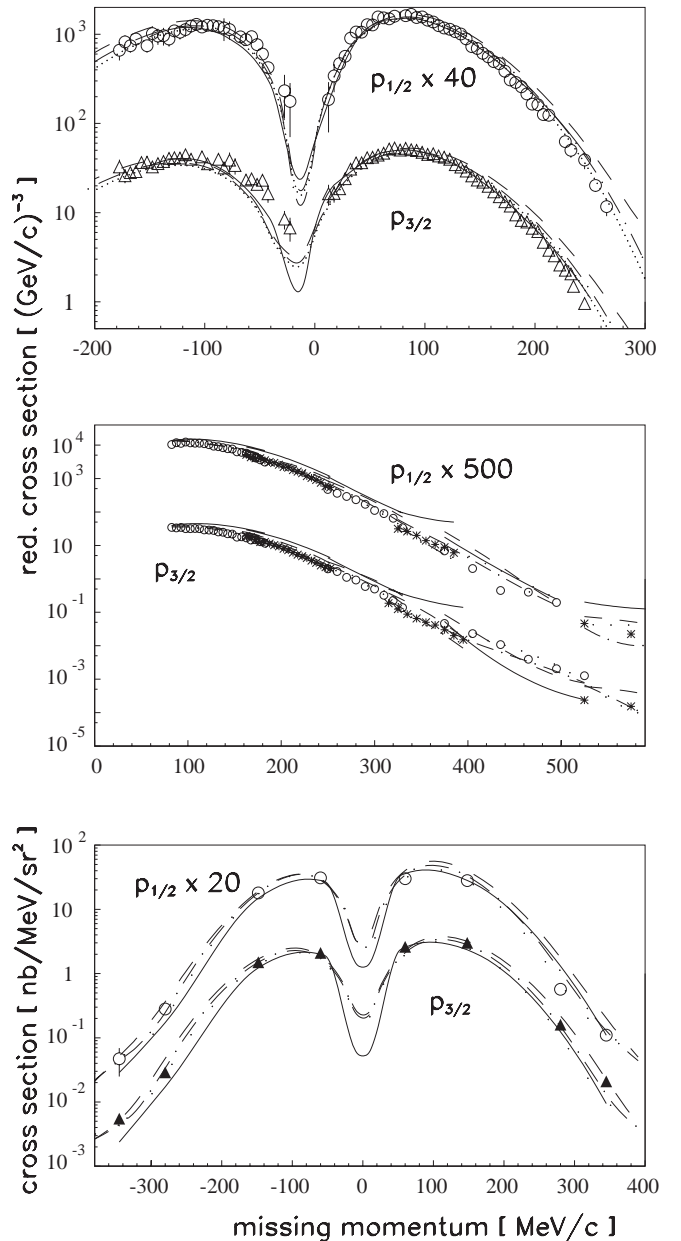 red. cross section [ (GeV/c)⁻³ ]
10³
10²
10
1
p₁/₂ x 40
p₃/₂
-200 -100 0 100 200 300
10⁴
10³
10
10⁻¹
10⁻³
10⁻⁵
p₁/₂ x 500
p₃/₂
0 100 200 300 400 500
cross section [ nb/MeV/sr² ]
10²
10
1
10⁻¹
10⁻²
10⁻³
p₁/₂ x 20
p₃/₂
-300 -200 -100 0 100 200 300 400
missing momentum [ MeV/c ]